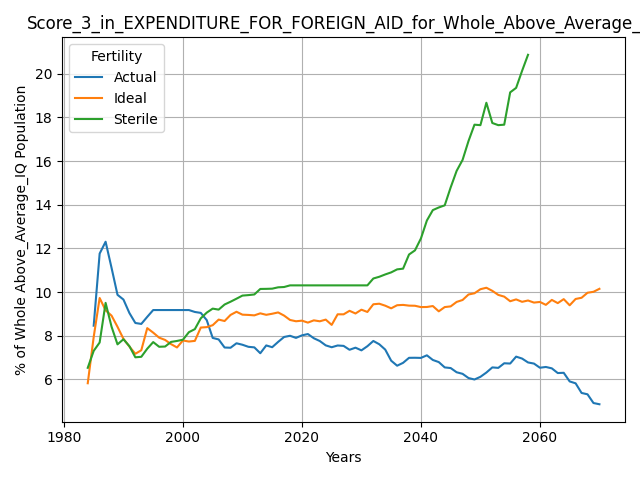 Score_3_in_EXPENDITURE_FOR_FOREIGN_AID_for_Whole_Above_Average_
Fertility
Actual
Ideal
Sterile
% of Whole Above_Average_IQ Population
20
18
16
14
12
10
8
6
1980
2000
2020
2040
2060
Years